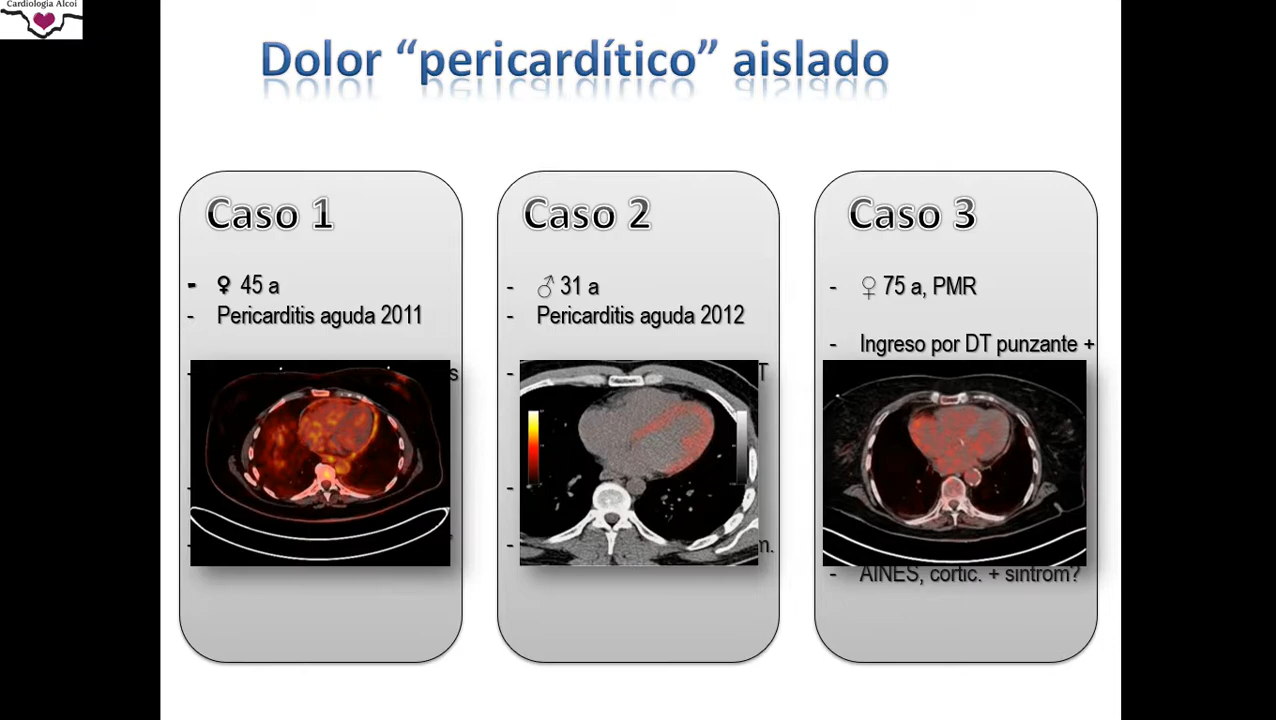 Cardiología Alcoi
Dolor “pericardítico” aislado
Caso 1
- ♀ 45 a
- Pericarditis aguda 2011
Caso 2
- ♂ 31 a
- Pericarditis aguda 2012
Caso 3
- ♀ 75 a, PMR
- Ingreso por DT punzante +
- AINES, cortic. + sintrom?